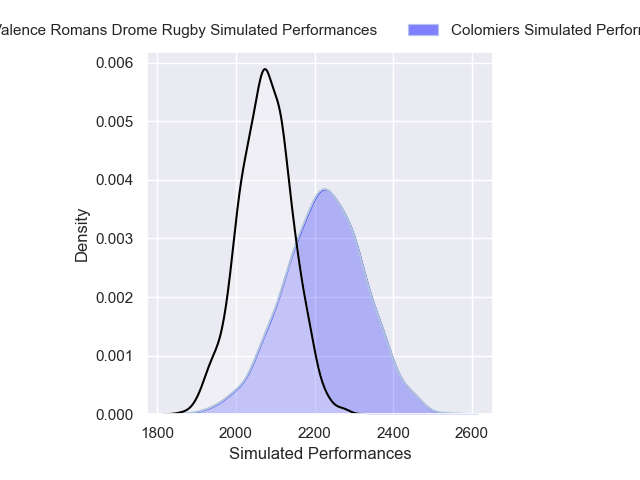 Valence Romans Drome Rugby Simulated Performances Colomiers Simulated Perfor
0.006
0.005
0.004
0.003
0.002
0.001
0.000
Density
1800 2000 2200 2400 2600
Simulated Performances